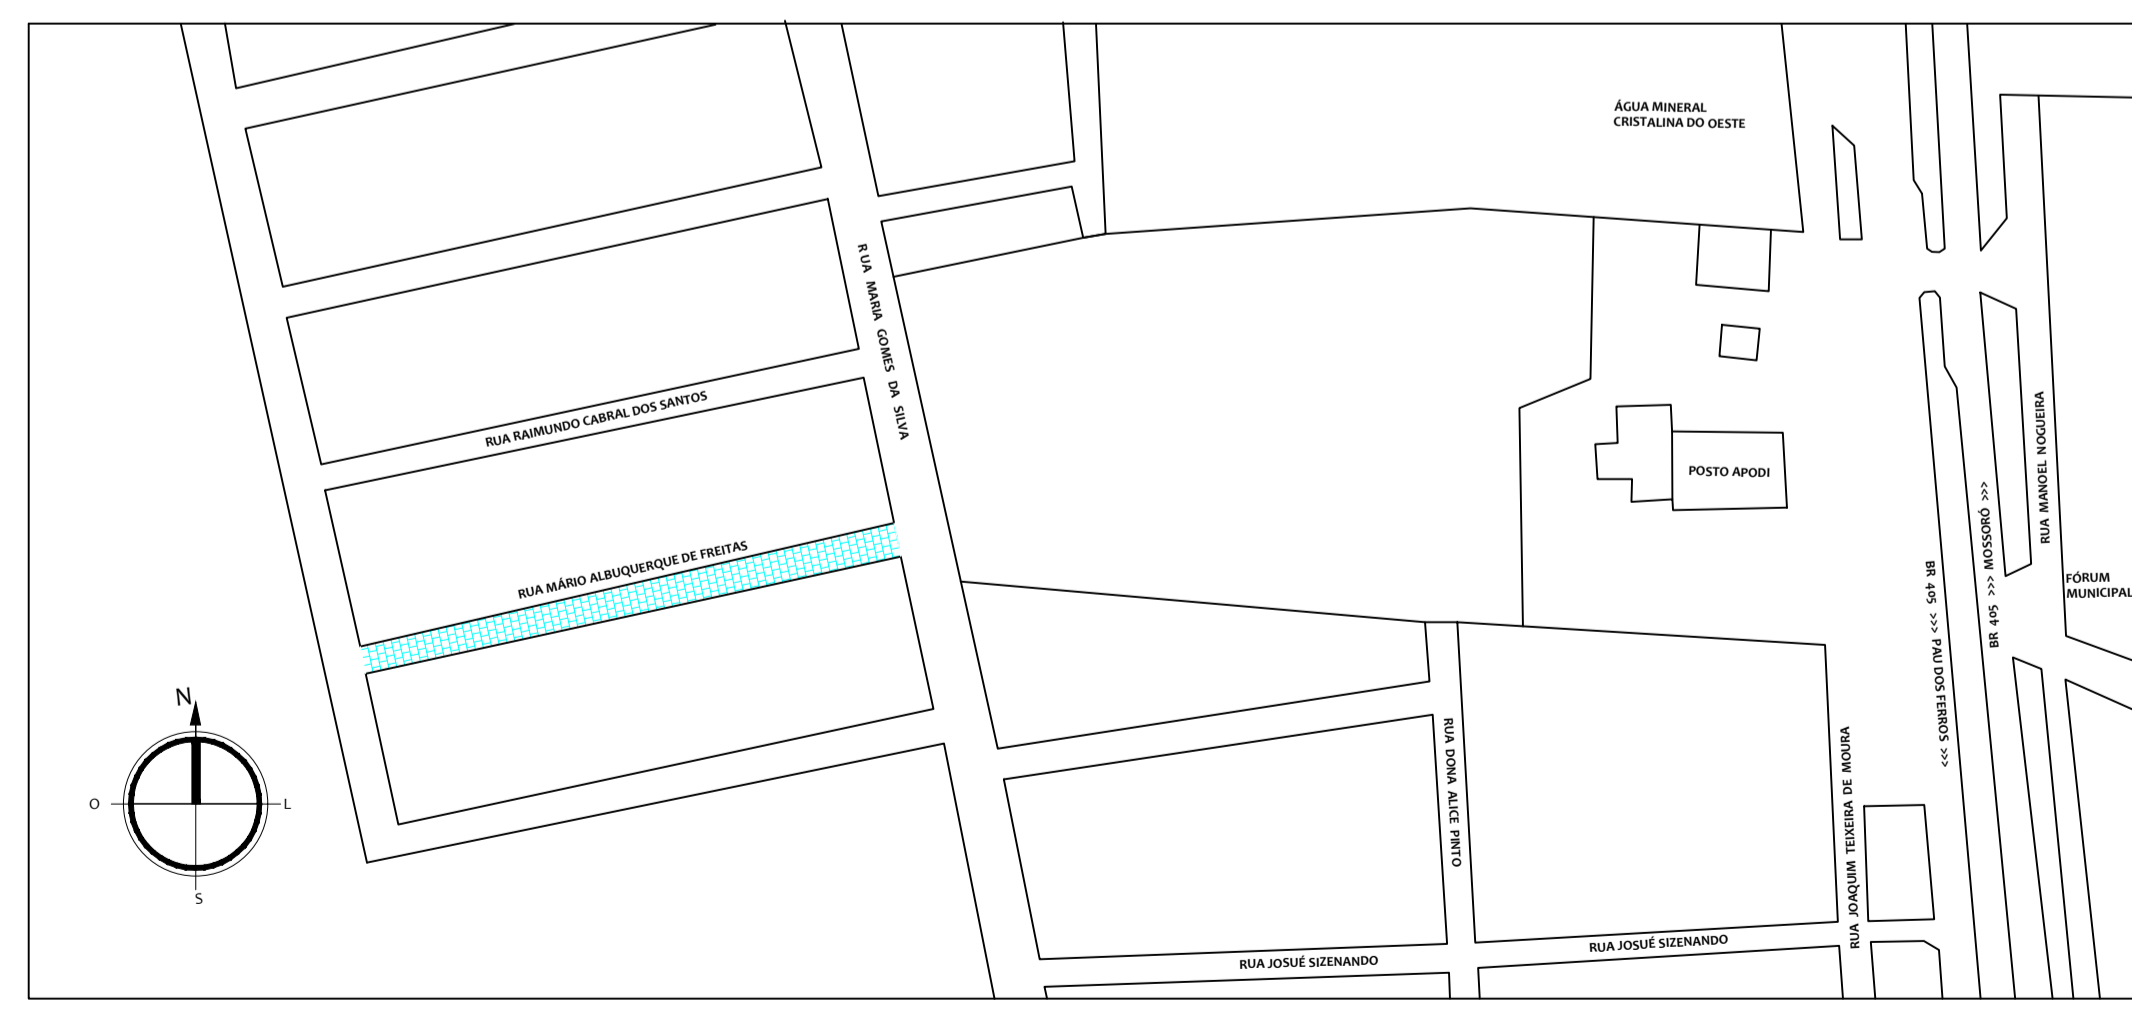 ÁGUA MINERAL
CRISTALINA DO OESTE
RUA MARIA GOMES DA SILVA
RUA RAIMUNDO CABRAL DOS SANTOS
POSTO APODI
RUA MANOEL NOGUEIRA
BR 405 >>> MOSSORÓ >>>
BR 405 >>> PAU DOS FERROS >>>
FÓRUM
MUNICIPAL
RUA MÁRIO ALBUQUERQUE DE FREITAS
N
O
L
S
RUA DONA ALICE PINTO
RUA JOAQUIM TEIXEIRA DE MOURA
RUA JOSUÉ SIZENANDO
RUA JOSUÉ SIZENANDO